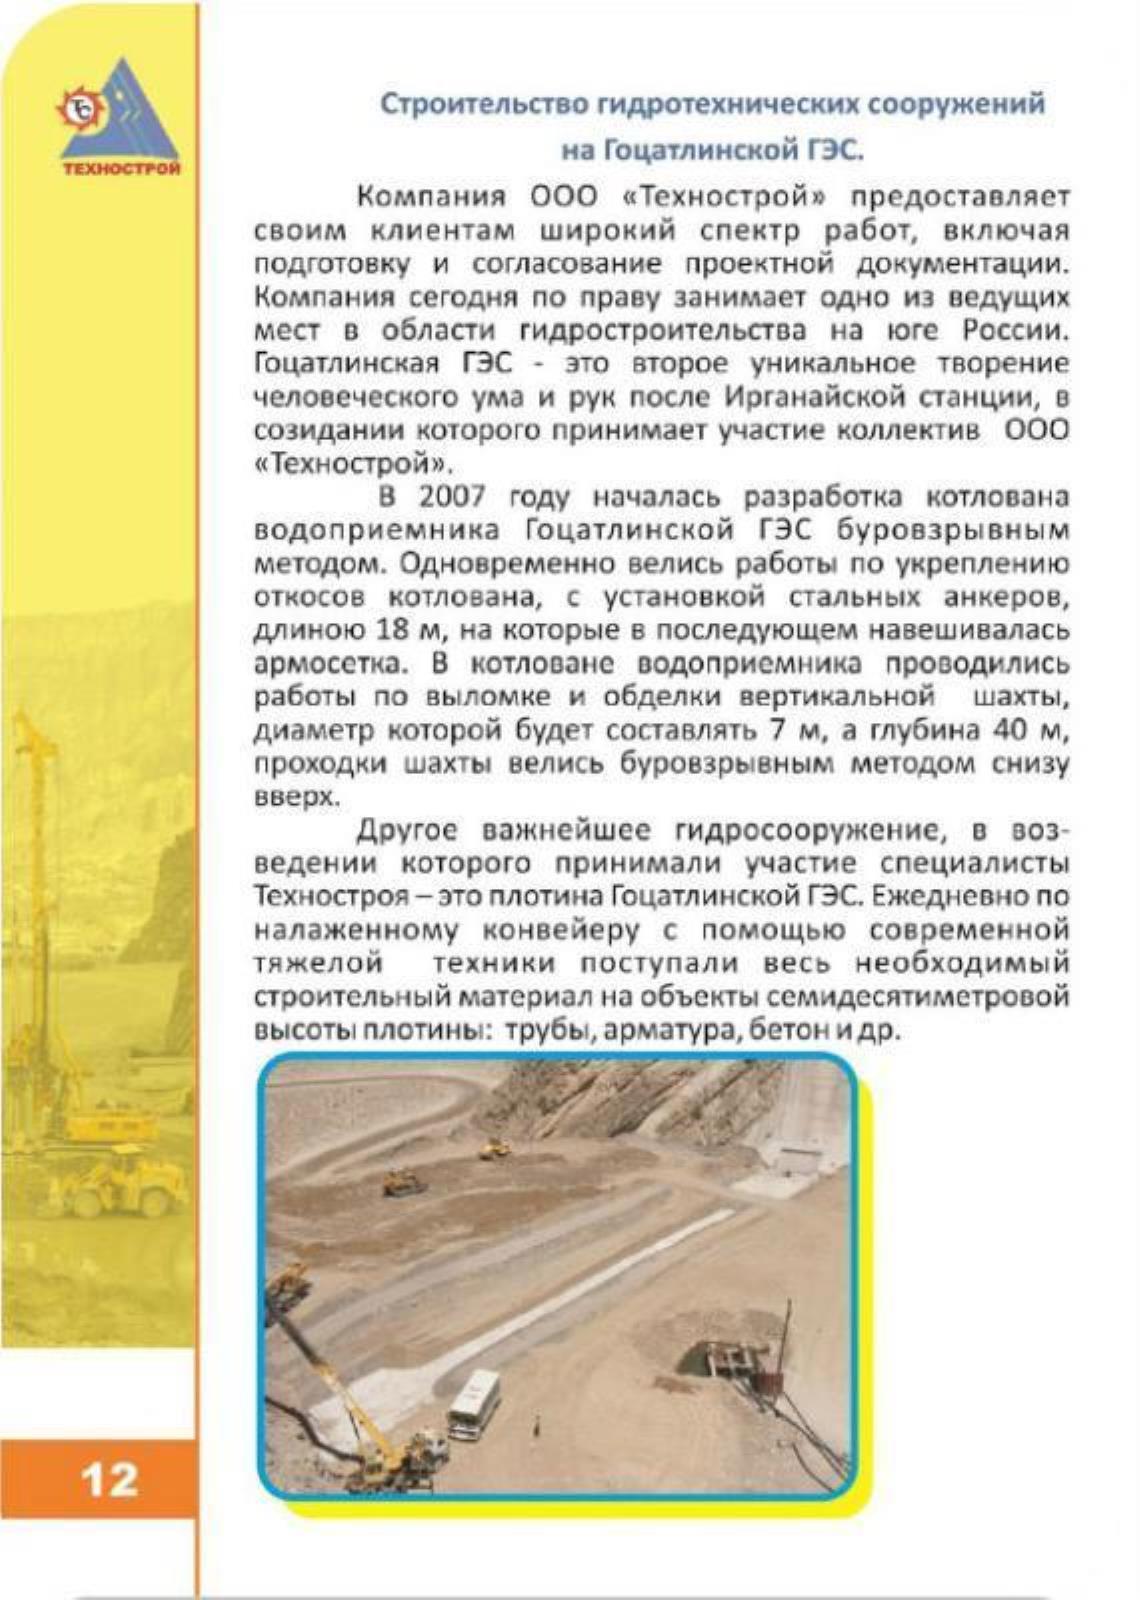 ТС
ТЕХНОСТРОЙ
Строительство гидротехнических сооружений
на Гоцатлинской ГЭС.
Компания ООО «Технострой» предоставляет
своим клиентам широкий спектр работ, включая
подготовку и согласование проектной документации.
Компания сегодня по праву занимает одно из ведущих
мест в области гидростроительства на юге России.
Гоцатлинская ГЭС - это второе уникальное творение
человеческого ума и рук после Ирганайской станции, в
созидании которого принимает участие коллектив ООО
«Технострой».
В 2007 году началась разработка котлована
водоприемника Гоцатлинской ГЭС буровзрывным
методом. Одновременно велись работы по укреплению
откосов котлована, с установкой стальных анкеров,
длиною 18 м, на которые в последующем навешивалась
армосетка. В котловане водоприемника проводились
работы по выломке и обделки вертикальной шахты,
диаметр которой будет составлять 7 м, а глубина 40 м,
проходки шахты велись буровзрывным методом снизу
вверх.
Другое важнейшее гидросооружение, в воз-
ведении которого принимали участие специалисты
Техностроя – это плотина Гоцатлинской ГЭС. Ежедневно по
налаженному конвейеру с помощью современной
тяжелой техники поступали весь необходимый
строительный материал на объекты семидесятиметровой
высоты плотины: трубы, арматура, бетон и др.
12